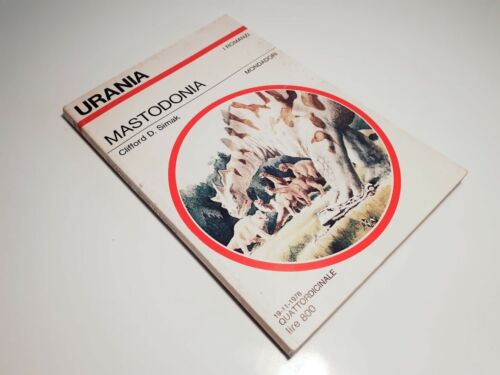 URANIA
I ROMANZI
MASTODONIA
MONDADORI
Clifford D. Simak
19-11-1978
QUATTORDICINALE
lire 800